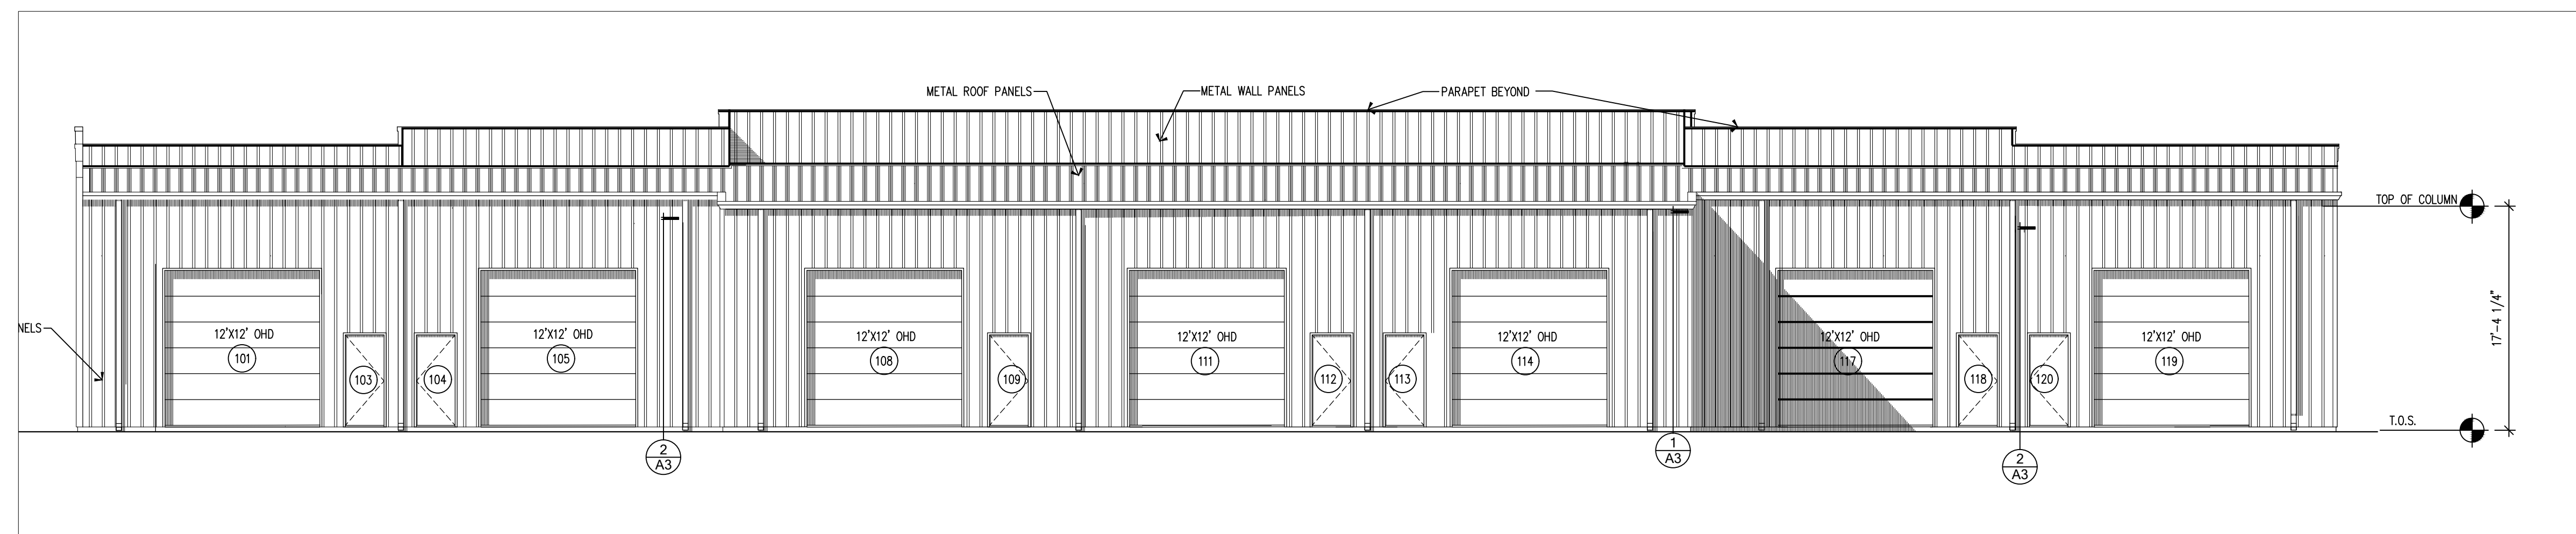 METAL ROOF PANELS
METAL WALL PANELS
PARAPET BEYOND
TOP OF COLUMN
NELS
12'X12' OHD
101
103
104
12'X12' OHD
105
12'X12' OHD
108
109
12'X12' OHD
111
112
113
12'X12' OHD
114
12'X12' OHD
117
118
120
12'X12' OHD
119
17'-4 1/4"
T.O.S.
2
A3
1
A3
2
A3